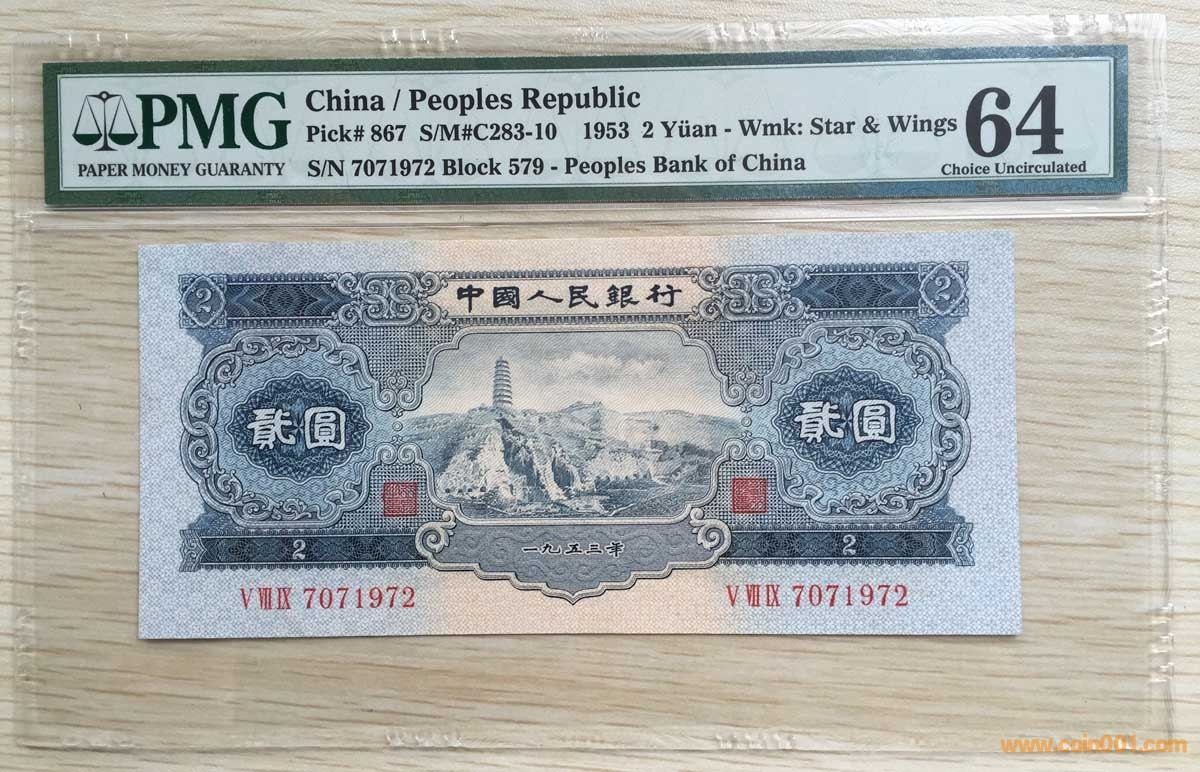 PMG
PAPER MONEY GUARANTY
China / Peoples Republic
Pick# 867 S/M#C283-10 1953 2 Yüan - Wmk: Star & Wings
S/N 7071972 Block 579 - Peoples Bank of China
64
Choice Uncirculated
2 中國人民銀行 2
貳圓 貳圓
一九五三年
2 2
V VII IX 7071972 V VII IX 7071972
www.coin001.com